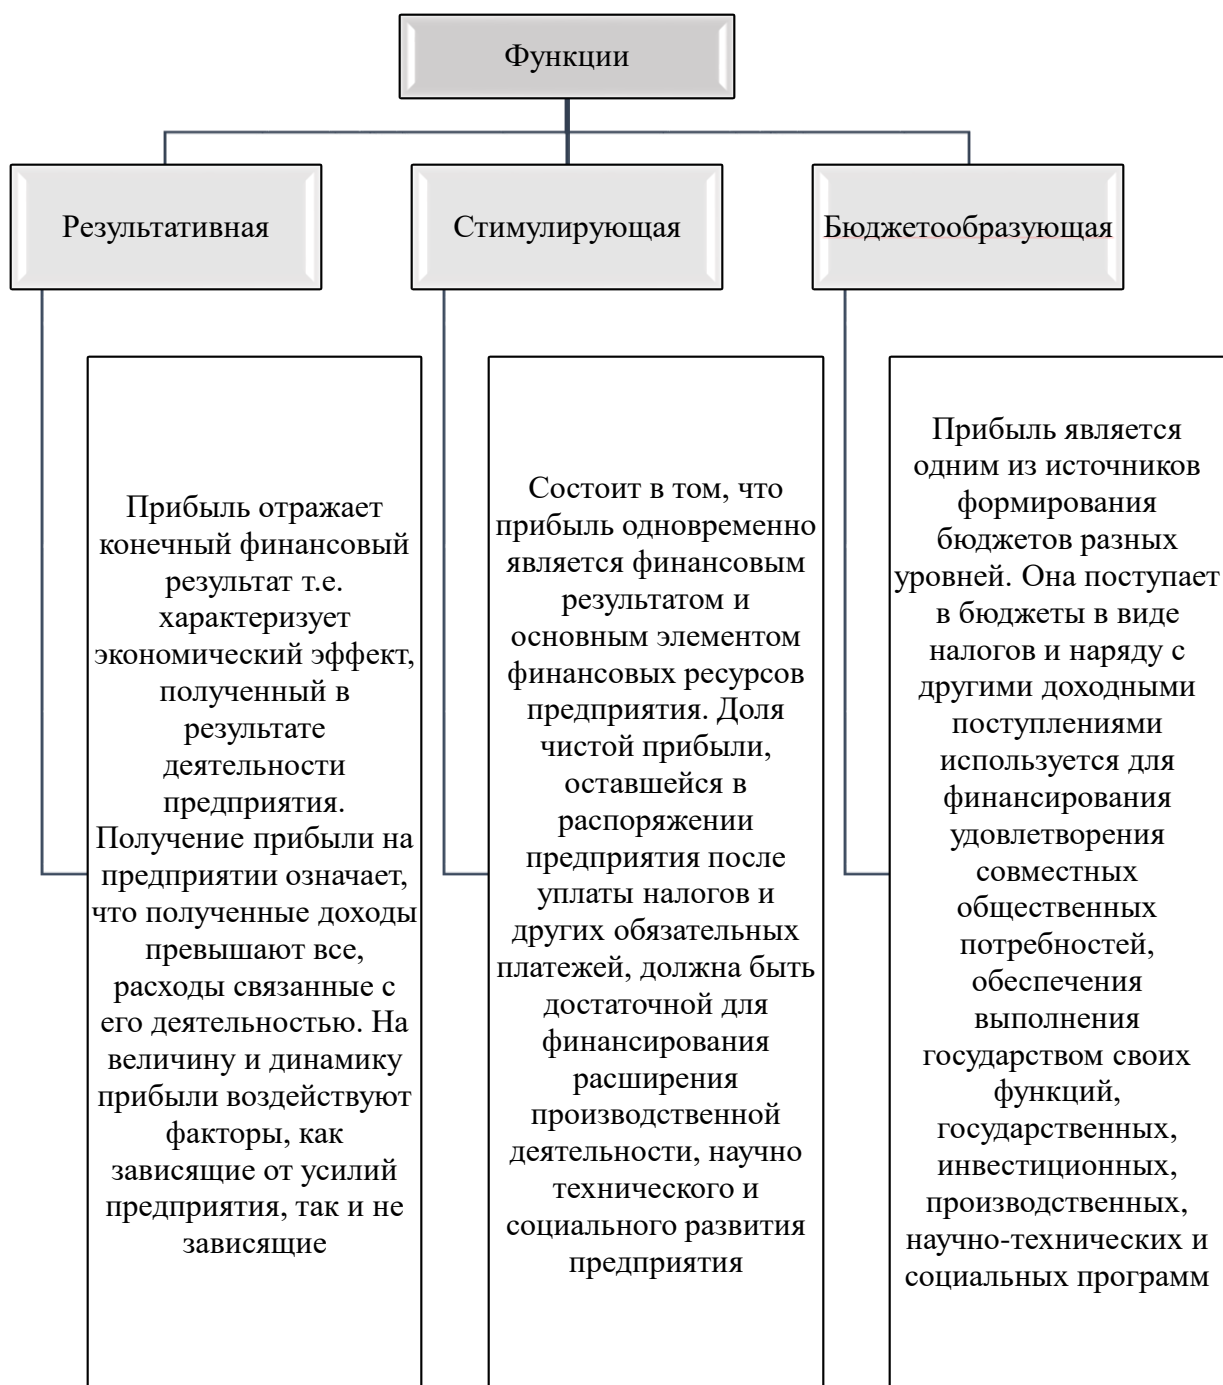 Функции
Результативная
Стимулирующая
Бюджетообразующая
Прибыль отражает
конечный финансовый
результат т.е.
характеризует
экономический эффект,
полученный в
результате
деятельности
предприятия.
Получение прибыли на
предприятии означает,
что полученные доходы
превышают все,
расходы связанные с
его деятельностью. На
величину и динамику
прибыли воздействуют
факторы, как
зависящие от усилий
предприятия, так и не
зависящие
Состоит в том, что
прибыль одновременно
является финансовым
результатом и
основным элементом
финансовых ресурсов
предприятия. Доля
чистой прибыли,
оставшейся в
распоряжении
предприятия после
уплаты налогов и
других обязательных
платежей, должна быть
достаточной для
финансирования
расширения
производственной
деятельности, научно
технического и
социального развития
предприятия
Прибыль является
одним из источников
формирования
бюджетов разных
уровней. Она поступает
в бюджеты в виде
налогов и наряду с
другими доходными
поступлениями
используется для
финансирования
удовлетворения
совместных
общественных
потребностей,
обеспечения
выполнения
государством своих
функций,
государственных,
инвестиционных,
производственных,
научно-технических и
социальных программ